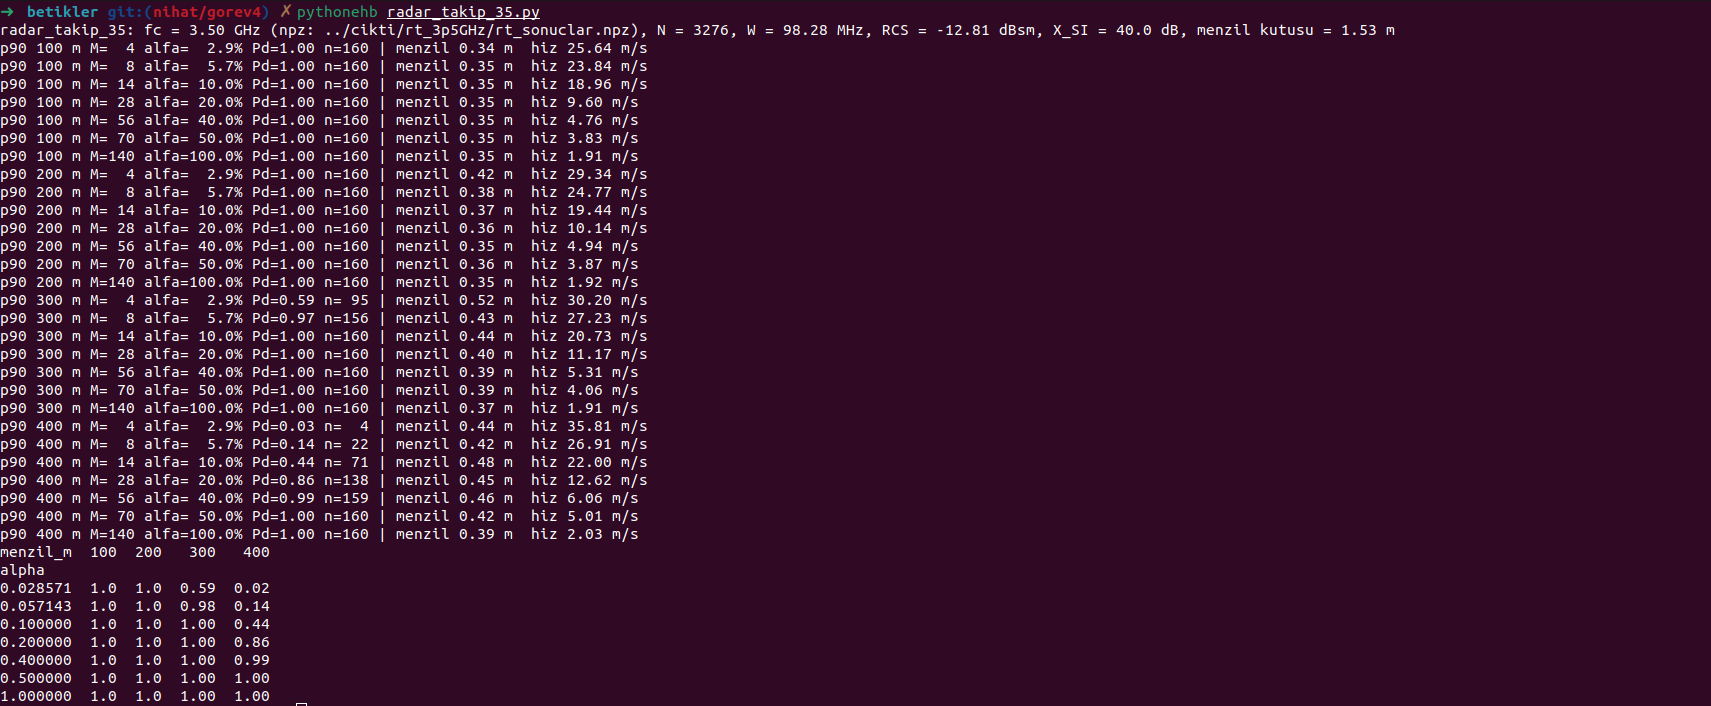 ➜  betikler git:(nihat/gorev4) ✗ pythonehb radar_takip_35.py
radar_takip_35: fc = 3.50 GHz (npz: ../cikti/rt_3p5GHz/rt_sonuclar.npz), N = 3276, W = 98.28 MHz, RCS = -12.81 dBsm, X_SI = 40.0 dB, menzil kutusu = 1.53 m
p90 100 m M=  4 alfa=  2.9% Pd=1.00 n=160 | menzil 0.34 m  hiz 25.64 m/s
p90 100 m M=  8 alfa=  5.7% Pd=1.00 n=160 | menzil 0.35 m  hiz 23.84 m/s
p90 100 m M= 14 alfa= 10.0% Pd=1.00 n=160 | menzil 0.35 m  hiz 18.96 m/s
p90 100 m M= 28 alfa= 20.0% Pd=1.00 n=160 | menzil 0.35 m  hiz 9.60 m/s
p90 100 m M= 56 alfa= 40.0% Pd=1.00 n=160 | menzil 0.35 m  hiz 4.76 m/s
p90 100 m M= 70 alfa= 50.0% Pd=1.00 n=160 | menzil 0.35 m  hiz 3.83 m/s
p90 100 m M=140 alfa=100.0% Pd=1.00 n=160 | menzil 0.35 m  hiz 1.91 m/s
p90 200 m M=  4 alfa=  2.9% Pd=1.00 n=160 | menzil 0.42 m  hiz 29.34 m/s
p90 200 m M=  8 alfa=  5.7% Pd=1.00 n=160 | menzil 0.38 m  hiz 24.77 m/s
p90 200 m M= 14 alfa= 10.0% Pd=1.00 n=160 | menzil 0.37 m  hiz 19.44 m/s
p90 200 m M= 28 alfa= 20.0% Pd=1.00 n=160 | menzil 0.36 m  hiz 10.14 m/s
p90 200 m M= 56 alfa= 40.0% Pd=1.00 n=160 | menzil 0.35 m  hiz 4.94 m/s
p90 200 m M= 70 alfa= 50.0% Pd=1.00 n=160 | menzil 0.36 m  hiz 3.87 m/s
p90 200 m M=140 alfa=100.0% Pd=1.00 n=160 | menzil 0.35 m  hiz 1.92 m/s
p90 300 m M=  4 alfa=  2.9% Pd=0.59 n= 95 | menzil 0.52 m  hiz 30.20 m/s
p90 300 m M=  8 alfa=  5.7% Pd=0.97 n=156 | menzil 0.43 m  hiz 27.23 m/s
p90 300 m M= 14 alfa= 10.0% Pd=1.00 n=160 | menzil 0.44 m  hiz 20.73 m/s
p90 300 m M= 28 alfa= 20.0% Pd=1.00 n=160 | menzil 0.40 m  hiz 11.17 m/s
p90 300 m M= 56 alfa= 40.0% Pd=1.00 n=160 | menzil 0.39 m  hiz 5.31 m/s
p90 300 m M= 70 alfa= 50.0% Pd=1.00 n=160 | menzil 0.39 m  hiz 4.06 m/s
p90 300 m M=140 alfa=100.0% Pd=1.00 n=160 | menzil 0.37 m  hiz 1.91 m/s
p90 400 m M=  4 alfa=  2.9% Pd=0.03 n=  4 | menzil 0.44 m  hiz 35.81 m/s
p90 400 m M=  8 alfa=  5.7% Pd=0.14 n= 22 | menzil 0.42 m  hiz 26.91 m/s
p90 400 m M= 14 alfa= 10.0% Pd=0.44 n= 71 | menzil 0.48 m  hiz 22.00 m/s
p90 400 m M= 28 alfa= 20.0% Pd=0.86 n=138 | menzil 0.45 m  hiz 12.62 m/s
p90 400 m M= 56 alfa= 40.0% Pd=0.99 n=159 | menzil 0.46 m  hiz 6.06 m/s
p90 400 m M= 70 alfa= 50.0% Pd=1.00 n=160 | menzil 0.42 m  hiz 5.01 m/s
p90 400 m M=140 alfa=100.0% Pd=1.00 n=160 | menzil 0.39 m  hiz 2.03 m/s
menzil_m  100  200   300   400
alpha
0.028571  1.0  1.0  0.59  0.02
0.057143  1.0  1.0  0.98  0.14
0.100000  1.0  1.0  1.00  0.44
0.200000  1.0  1.0  1.00  0.86
0.400000  1.0  1.0  1.00  0.99
0.500000  1.0  1.0  1.00  1.00
1.000000  1.0  1.0  1.00  1.00